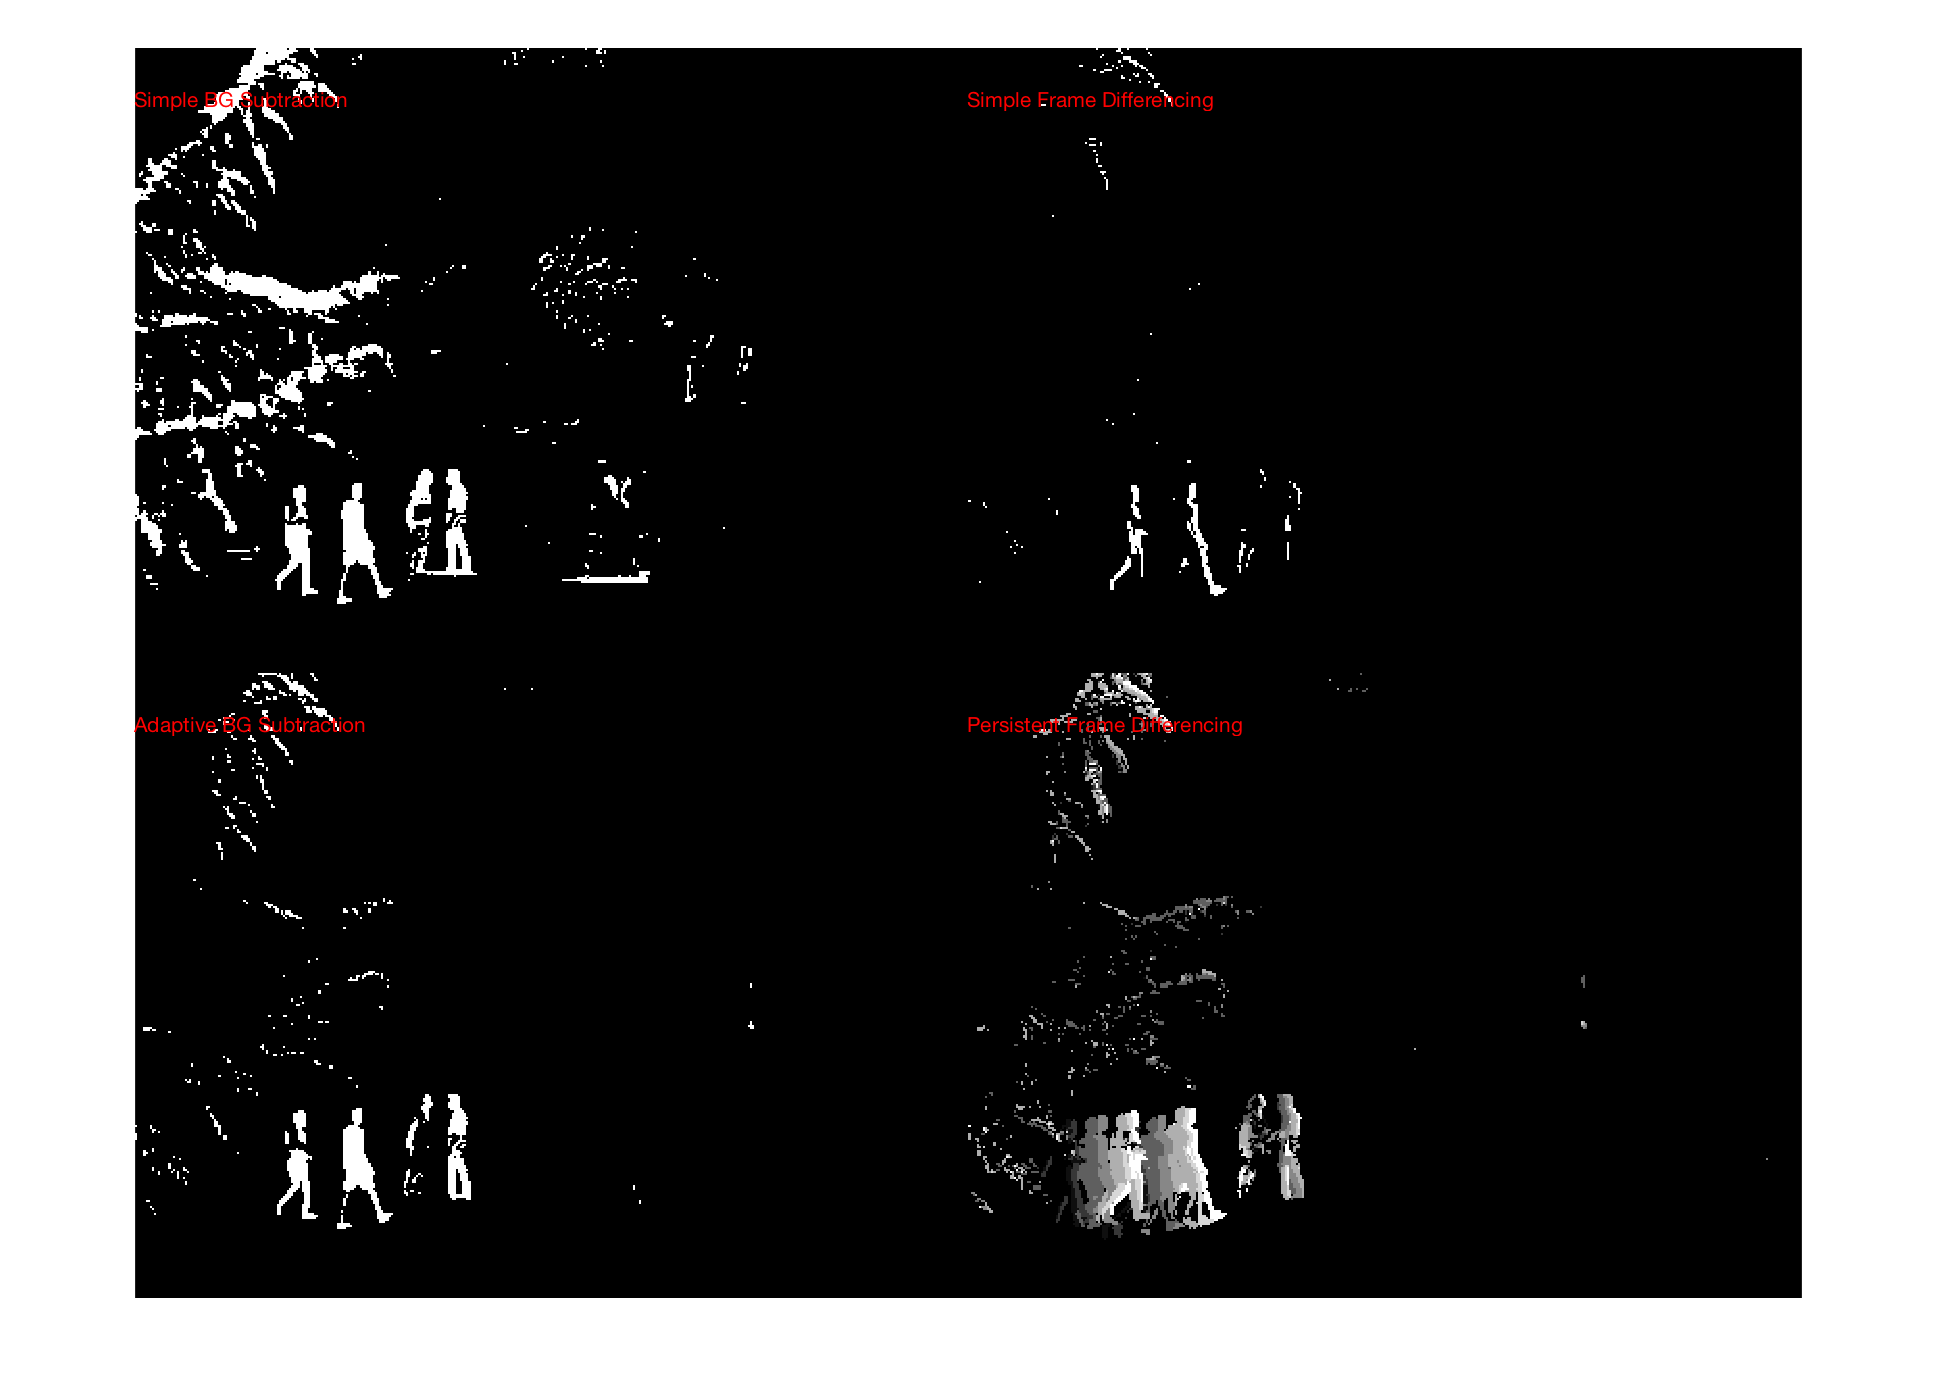 Simple BG Subtraction
Simple Frame Differencing
Adaptive BG Subtraction
Persistent Frame Differencing